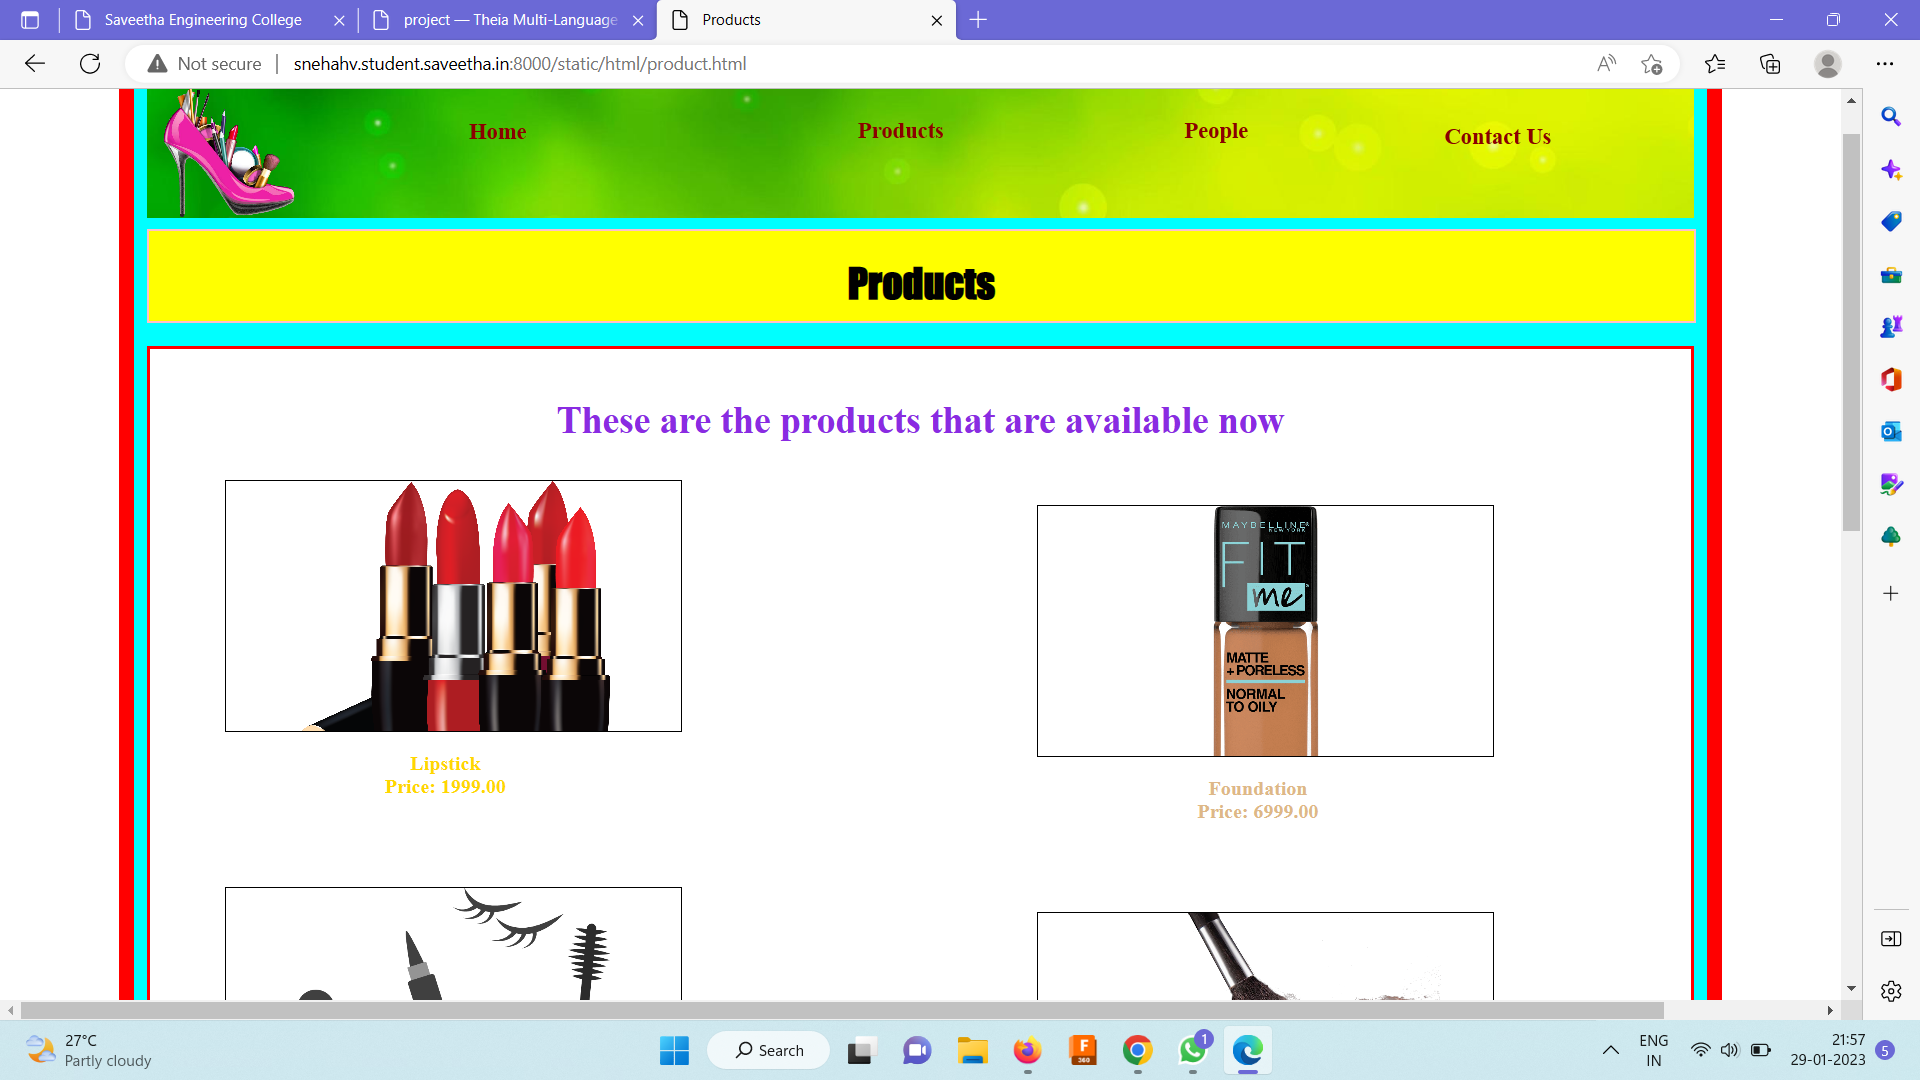 Saveetha Engineering College
project — Theia Multi-Language
Products
Not secure
snehahv.student.saveetha.in:8000/static/html/product.html
Home
Products
People
Contact Us
Products
These are the products that are available now
MAYBELLINE
NEW YORK
FIT
me
MATTE
+PORELESS
NORMAL
TO OILY
Lipstick
Price: 1999.00
Foundation
Price: 6999.00
27°C
Partly cloudy
Search
F
360
1
ENG
IN
21:57
29-01-2023
5